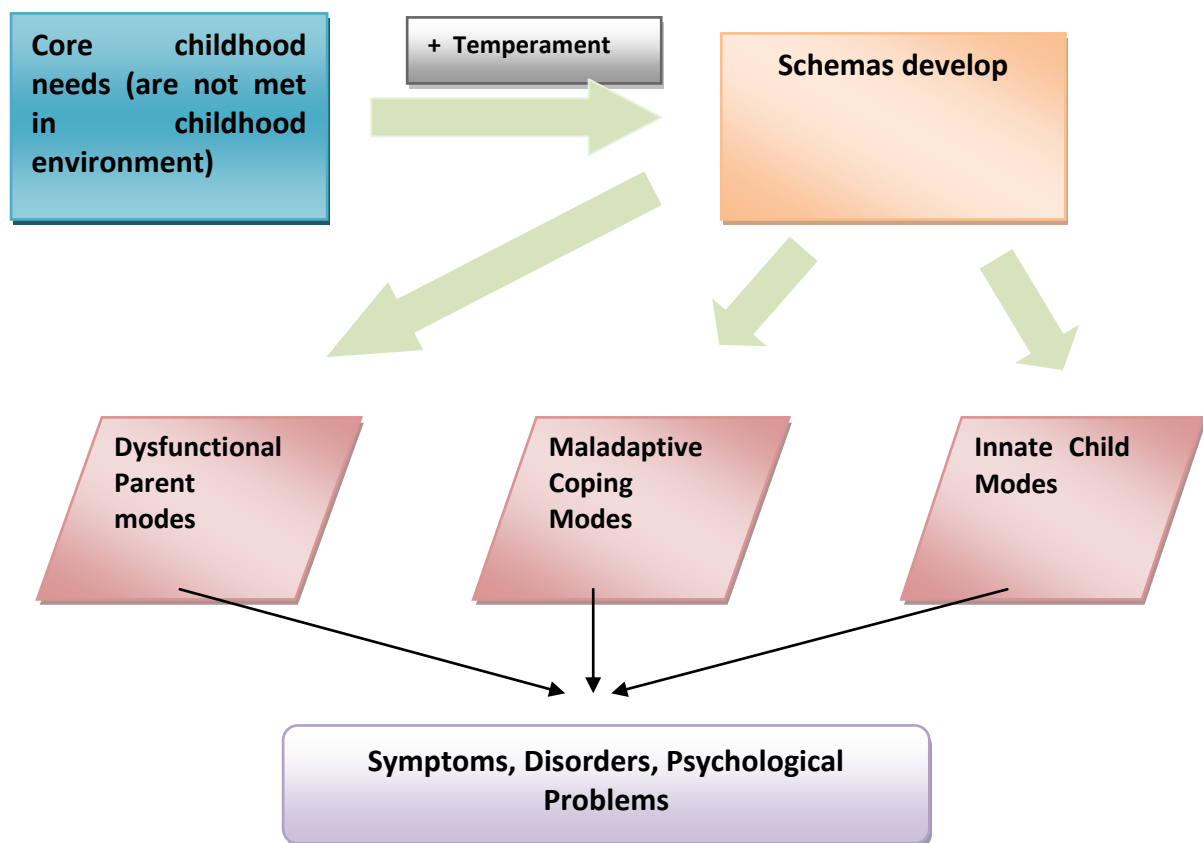 Core childhood
needs (are not met
in childhood
environment)
+ Temperament
Schemas develop
Dysfunctional
Parent
modes
Maladaptive
Coping
Modes
Innate Child
Modes
Symptoms, Disorders, Psychological
Problems